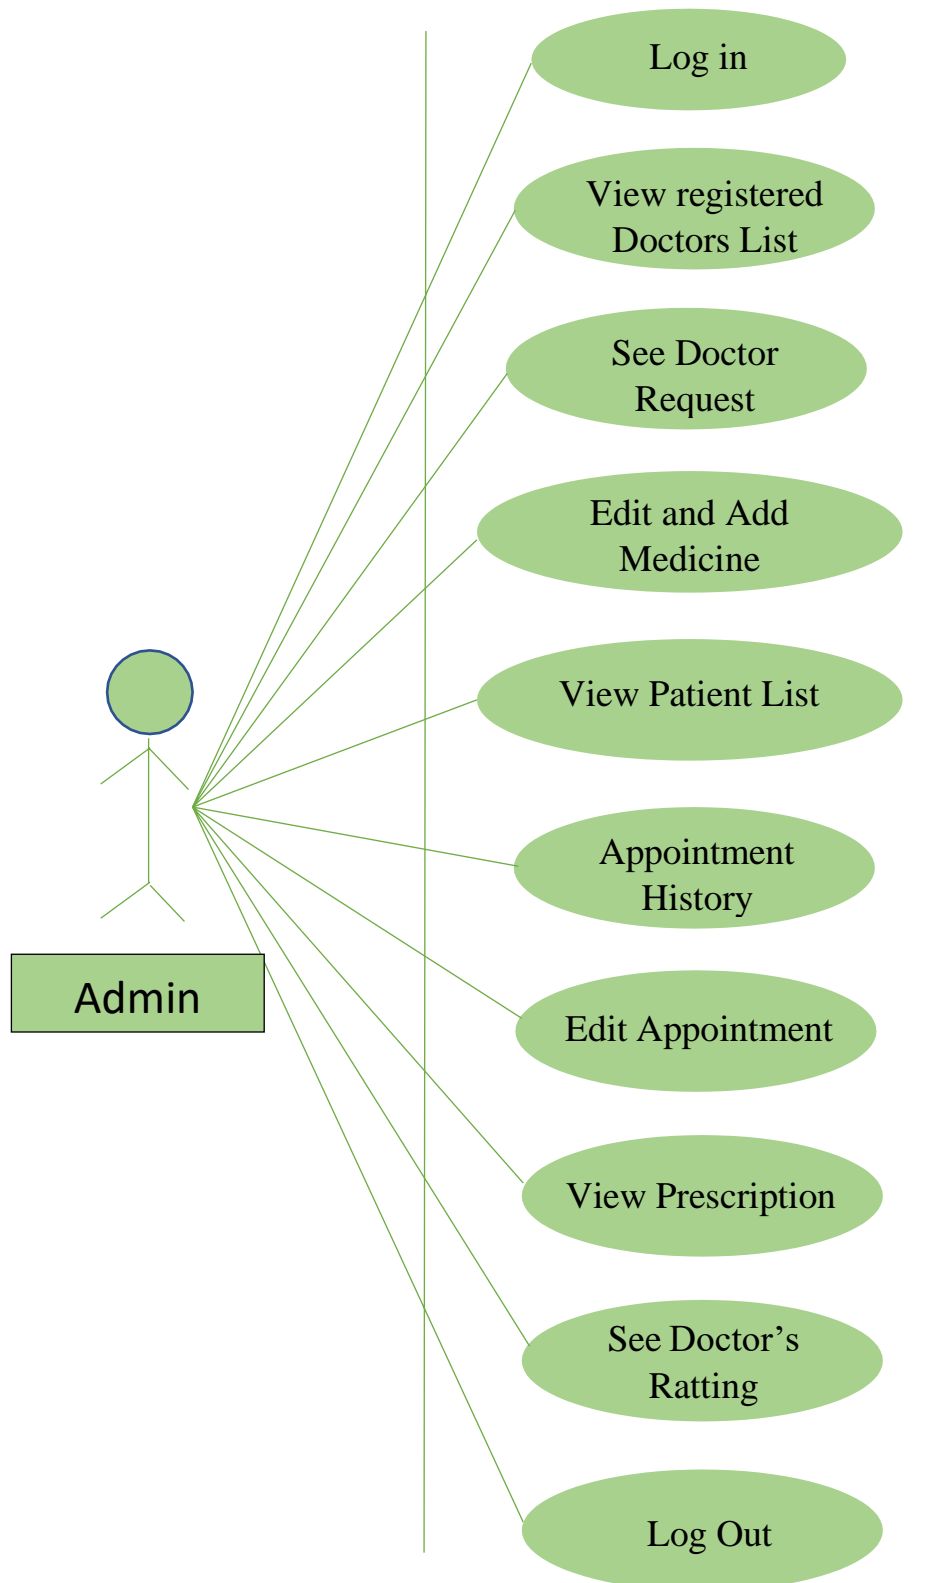 Log in
View registered
Doctors List
See Doctor
Request
Edit and Add
Medicine
View Patient List
Appointment
History
Admin
Edit Appointment
View Prescription
See Doctor’s
Ratting
Log Out